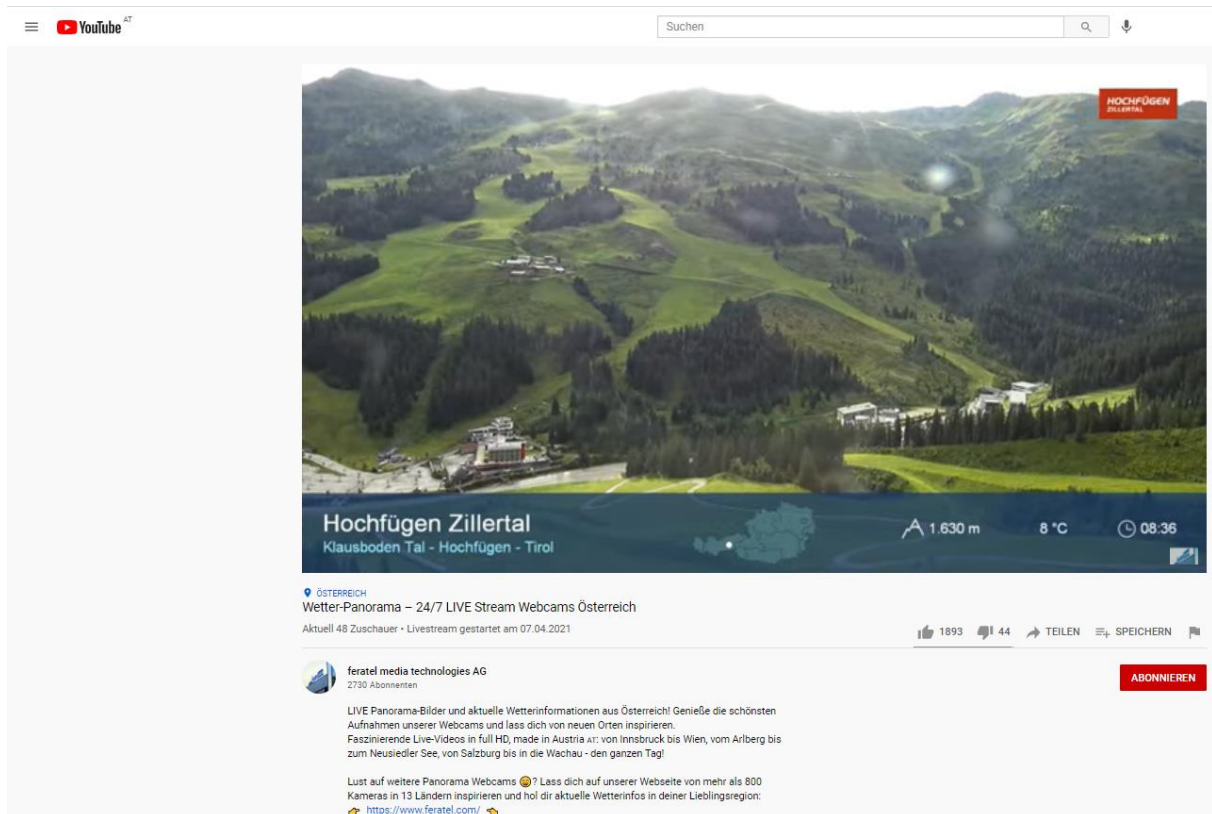 YouTube AT
Suchen
HOCHFÜGEN
ZILLERTAL
Hochfügen Zillertal
Klausboden Tal - Hochfügen - Tirol
1.630 m
8 °C
08:36
ÖSTERREICH
Wetter-Panorama – 24/7 LIVE Stream Webcams Österreich
Aktuell 48 Zuschauer • Livestream gestartet am 07.04.2021
1893
44
TEILEN
SPEICHERN
feratel media technologies AG
2730 Abonnenten
ABONNIEREN
LIVE Panorama-Bilder und aktuelle Wetterinformationen aus Österreich! Genieße die schönsten
Aufnahmen unserer Webcams und lass dich von neuen Orten inspirieren.
Faszinierende Live-Videos in full HD, made in Austria AT: von Innsbruck bis Wien, vom Arlberg bis
zum Neusiedler See, von Salzburg bis in die Wachau - den ganzen Tag!
Lust auf weitere Panorama Webcams 😄? Lass dich auf unserer Webseite von mehr als 800
Kameras in 13 Ländern inspirieren und hol dir aktuelle Wetterinfos in deiner Lieblingsregion:
👉 https://www.feratel.com/ 👈